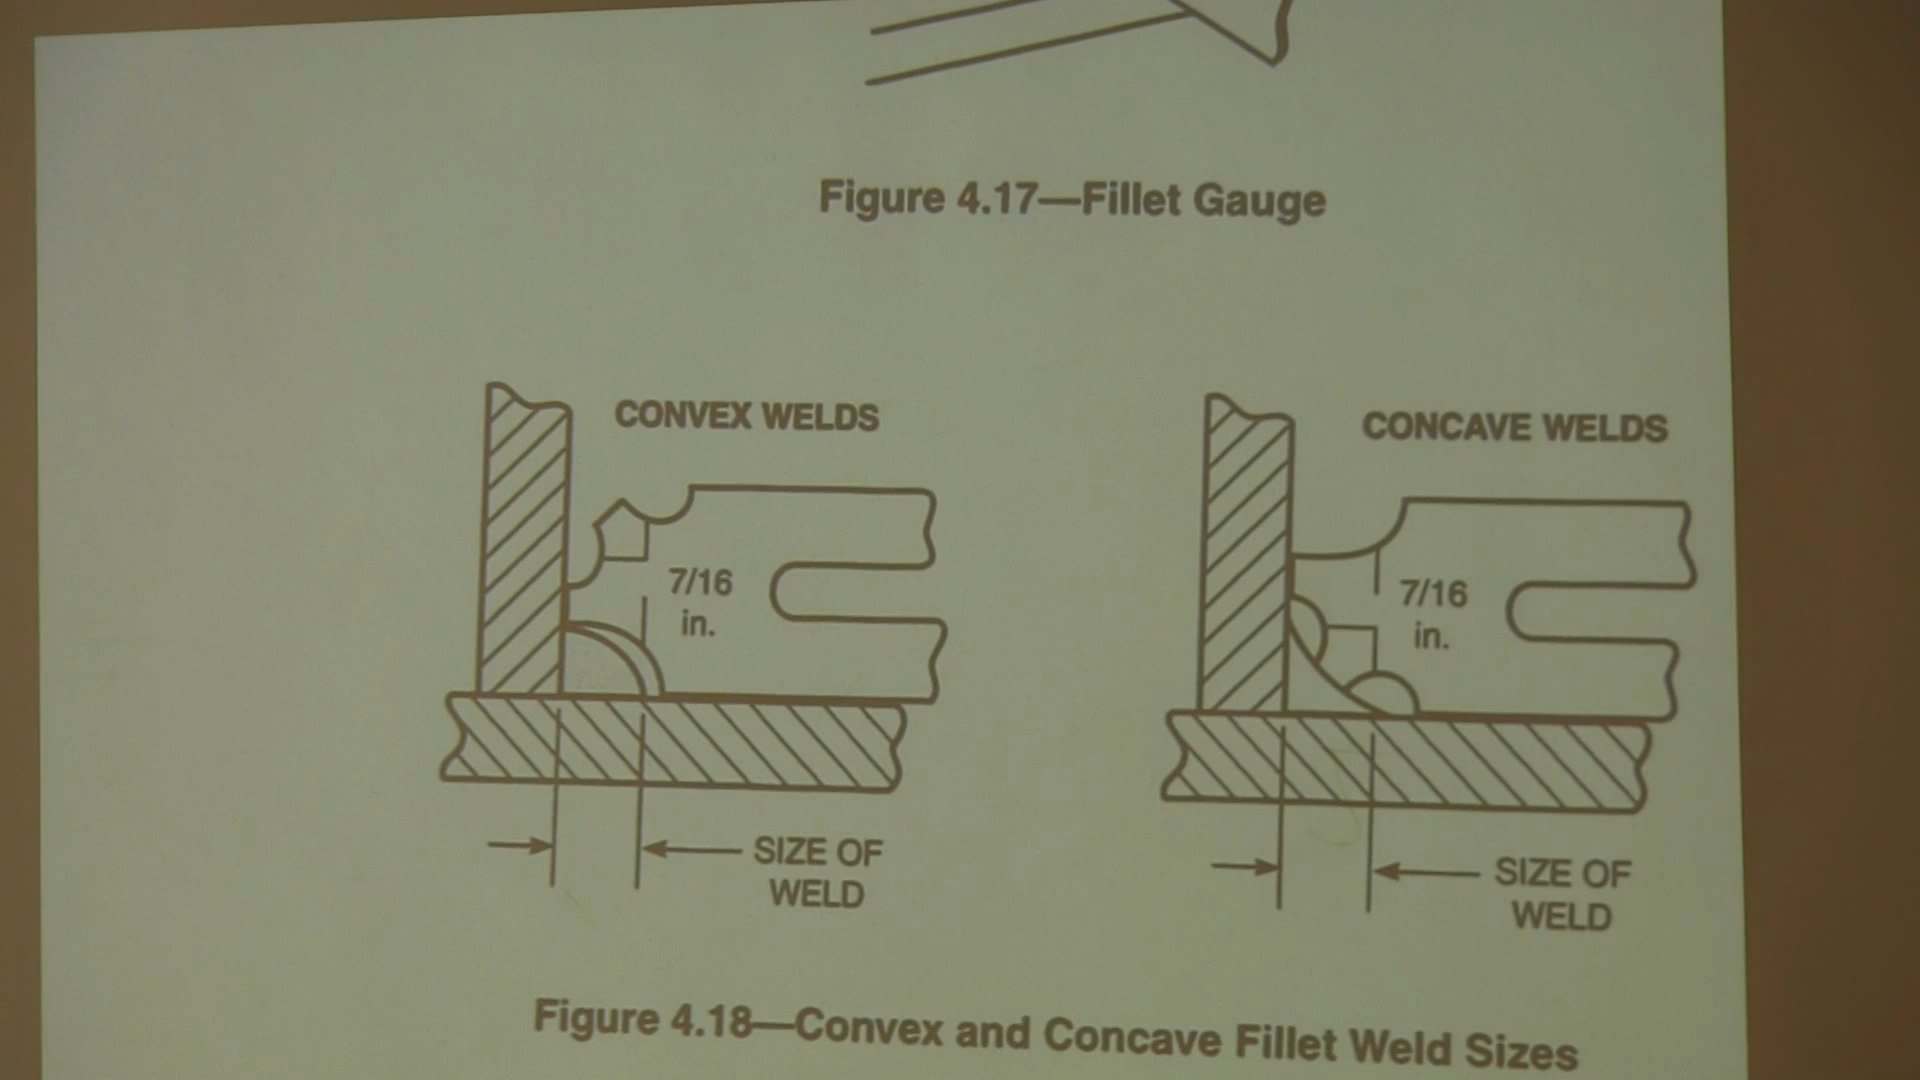 Figure 4.17—Fillet Gauge
CONVEX WELDS
7/16
in.
SIZE OF
WELD
CONCAVE WELDS
7/16
in.
SIZE OF
WELD
Figure 4.18—Convex and Concave Fillet Weld Sizes